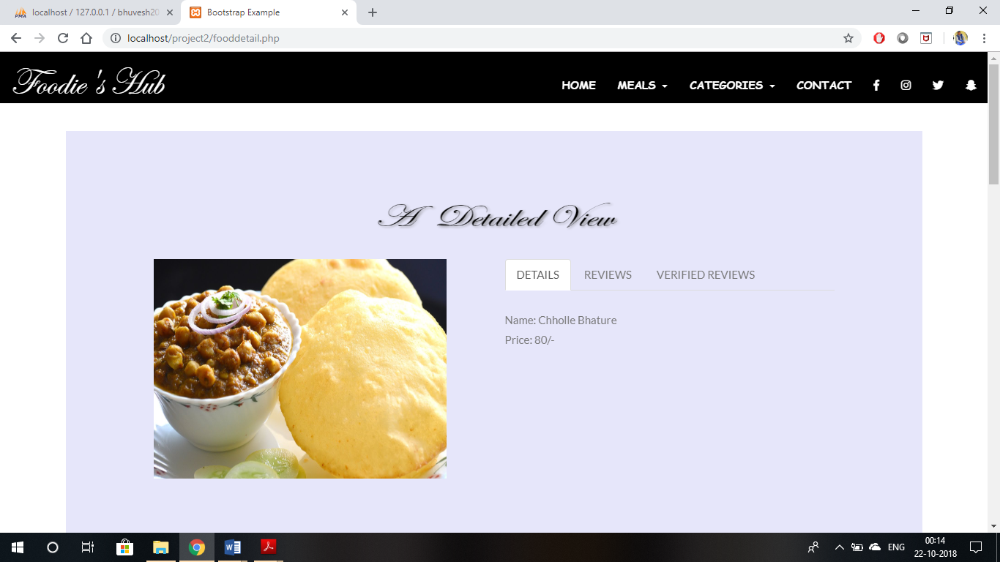 localhost / 127.0.0.1 / bhuvesh20
Bootstrap Example
localhost/project2/fooddetail.php
Foodie's Hub
HOME
MEALS
CATEGORIES
CONTACT
A Detailed View
DETAILS
REVIEWS
VERIFIED REVIEWS
Name: Chholle Bhature
Price: 80/-
ENG
00:14
22-10-2018